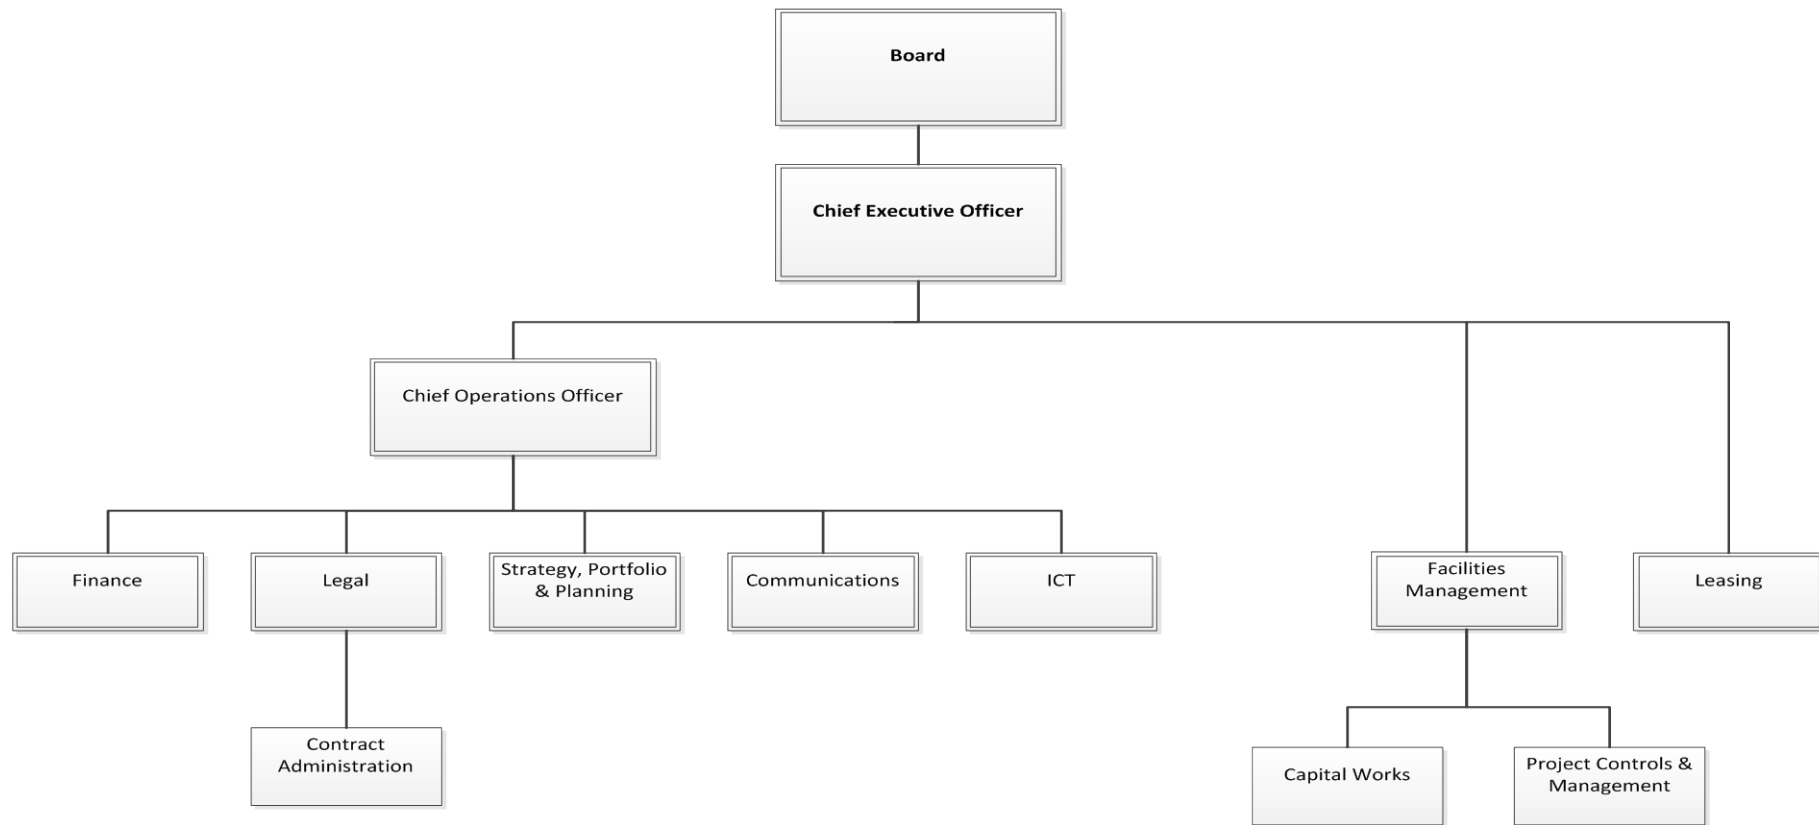 Board
Chief Executive Officer
Chief Operations Officer
Finance
Legal
Strategy, Portfolio
& Planning
Communications
ICT
Facilities
Management
Leasing
Contract
Administration
Capital Works
Project Controls &
Management